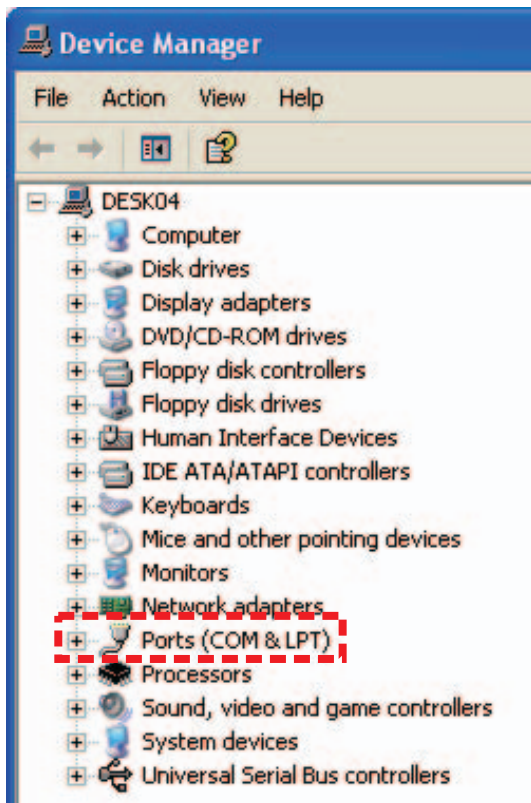 Device Manager
File Action View Help
DESK04
Computer
Disk drives
Display adapters
DVD/CD-ROM drives
Floppy disk controllers
Floppy disk drives
Human Interface Devices
IDE ATA/ATAPI controllers
Keyboards
Mice and other pointing devices
Monitors
Network adapters
Ports (COM & LPT)
Processors
Sound, video and game controllers
System devices
Universal Serial Bus controllers